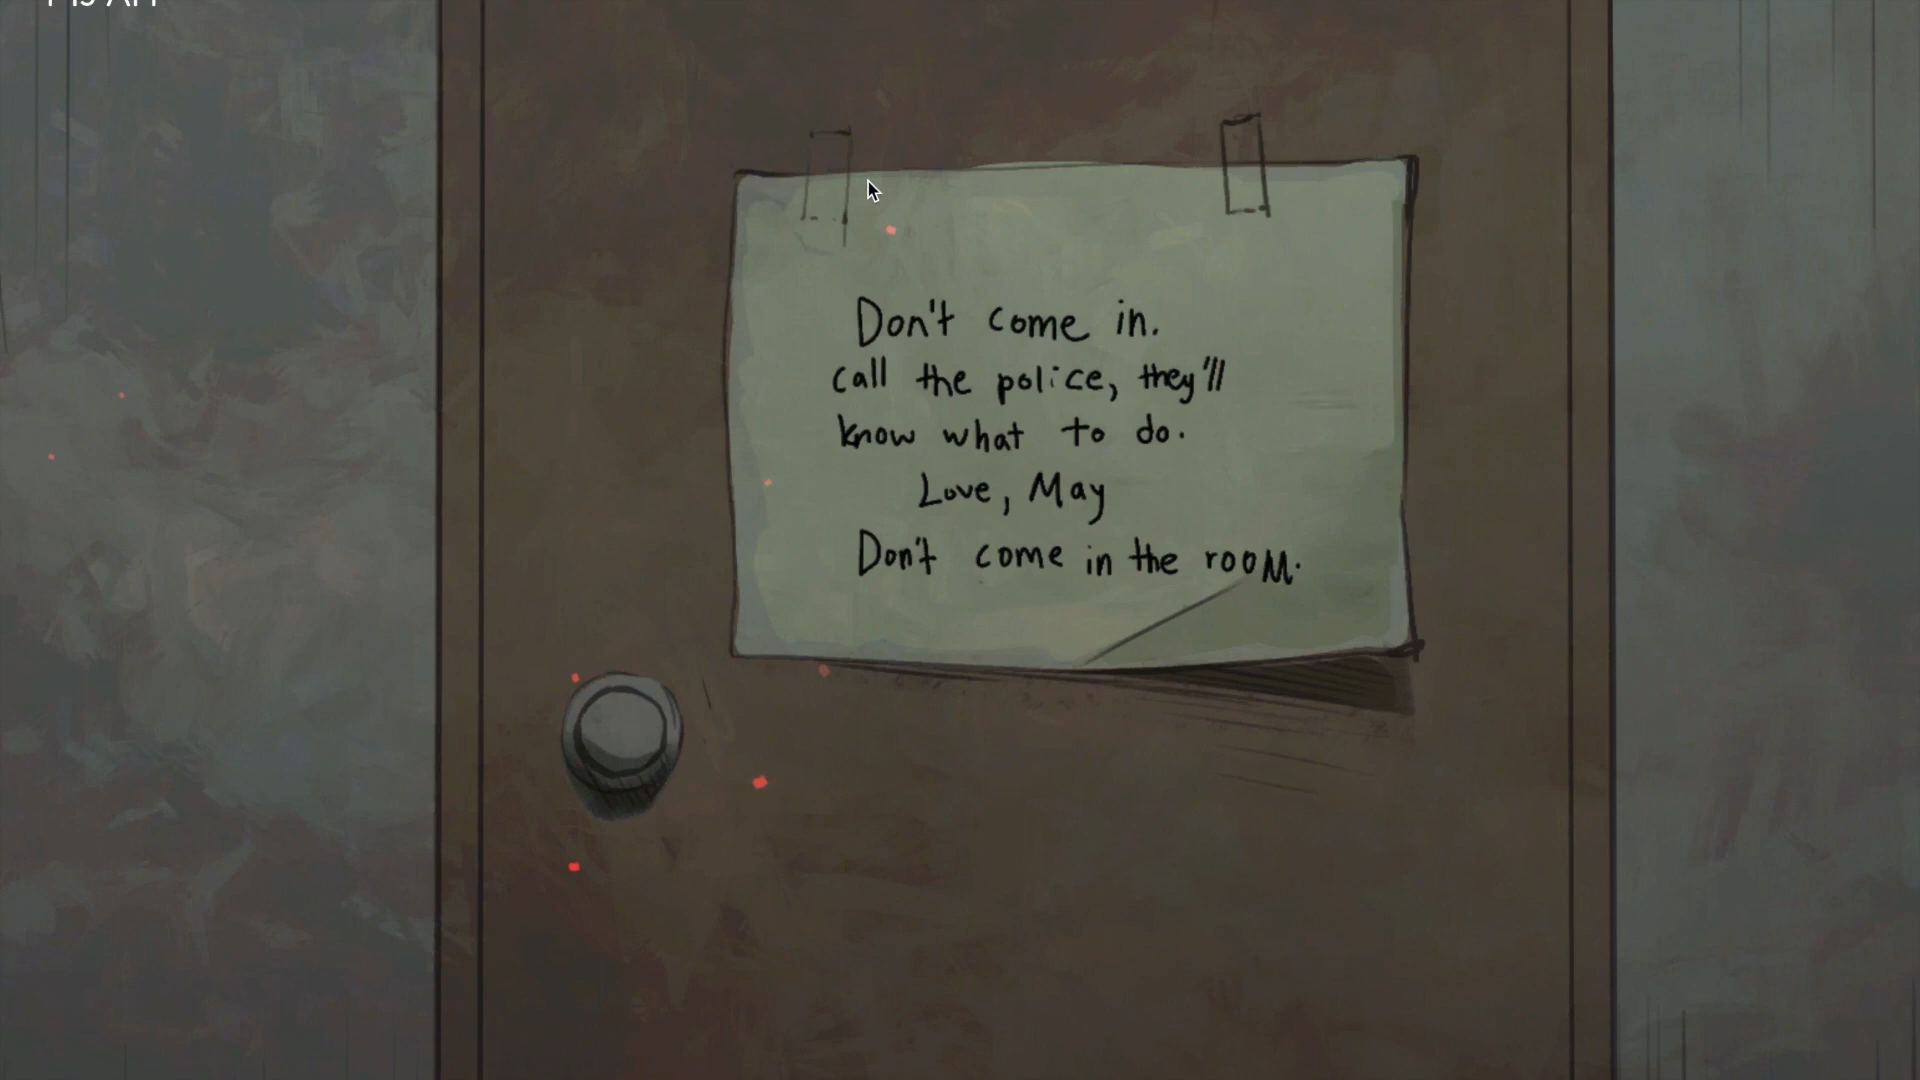 Don't come in.
call the police, they'll
know what to do.
Love, May
Don't come in the rooM.